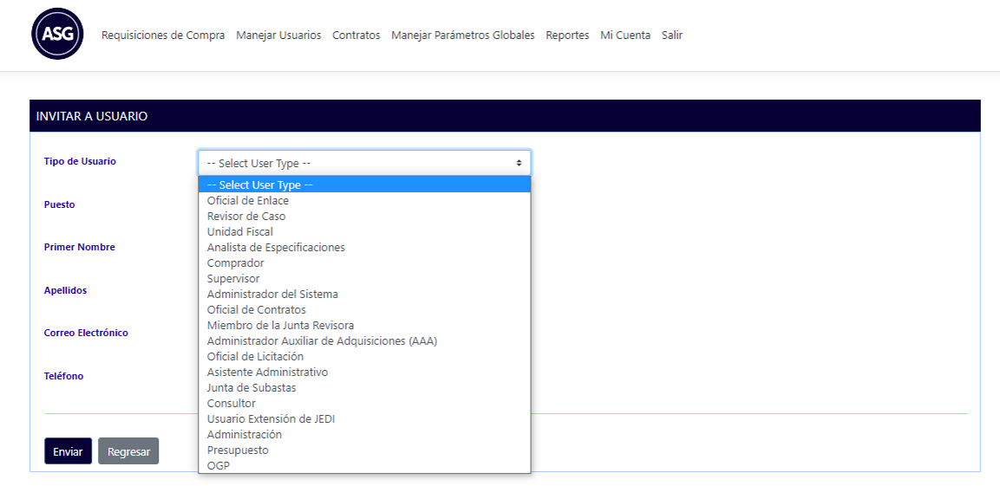 ASG
Requisiciones de Compra Manejar Usuarios Contratos Manejar Parámetros Globales Reportes Mi Cuenta Salir
INVITAR A USUARIO
Tipo de Usuario
-- Select User Type --
-- Select User Type --
Oficial de Enlace
Revisor de Caso
Unidad Fiscal
Analista de Especificaciones
Comprador
Supervisor
Administrador del Sistema
Oficial de Contratos
Miembro de la Junta Revisora
Administrador Auxiliar de Adquisiciones (AAA)
Oficial de Licitación
Asistente Administrativo
Junta de Subastas
Consultor
Usuario Extensión de JEDI
Administración
Presupuesto
OGP
Puesto
Primer Nombre
Apellidos
Correo Electrónico
Teléfono
Enviar Regresar